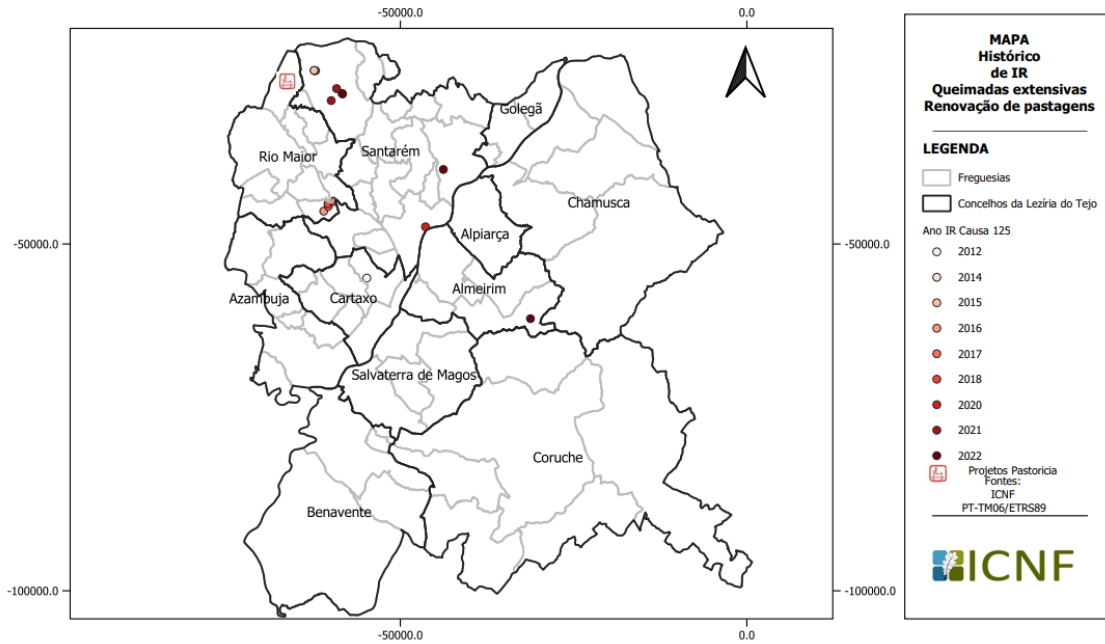 -50000.0
0.0
MAPA
Histórico
de IR
Queimadas extensivas
Renovação de pastagens
LEGENDA
Freguesias
Concelhos da Lezíria do Tejo
Ano IR Causa 125
2012
2014
2015
2016
2017
2018
2020
2021
2022
Projetos Pastoricia
Fontes:
ICNF
PT-TM06/ETRS89
ICNF
Golegã
Rio Maior
Santarém
Chamusca
Alpiarça
-50000.0
-50000.0
Almeirim
Azambuja
Cartaxo
Salvaterra de Magos
Coruche
Benavente
-100000.0
-100000.0
-50000.0
0.0